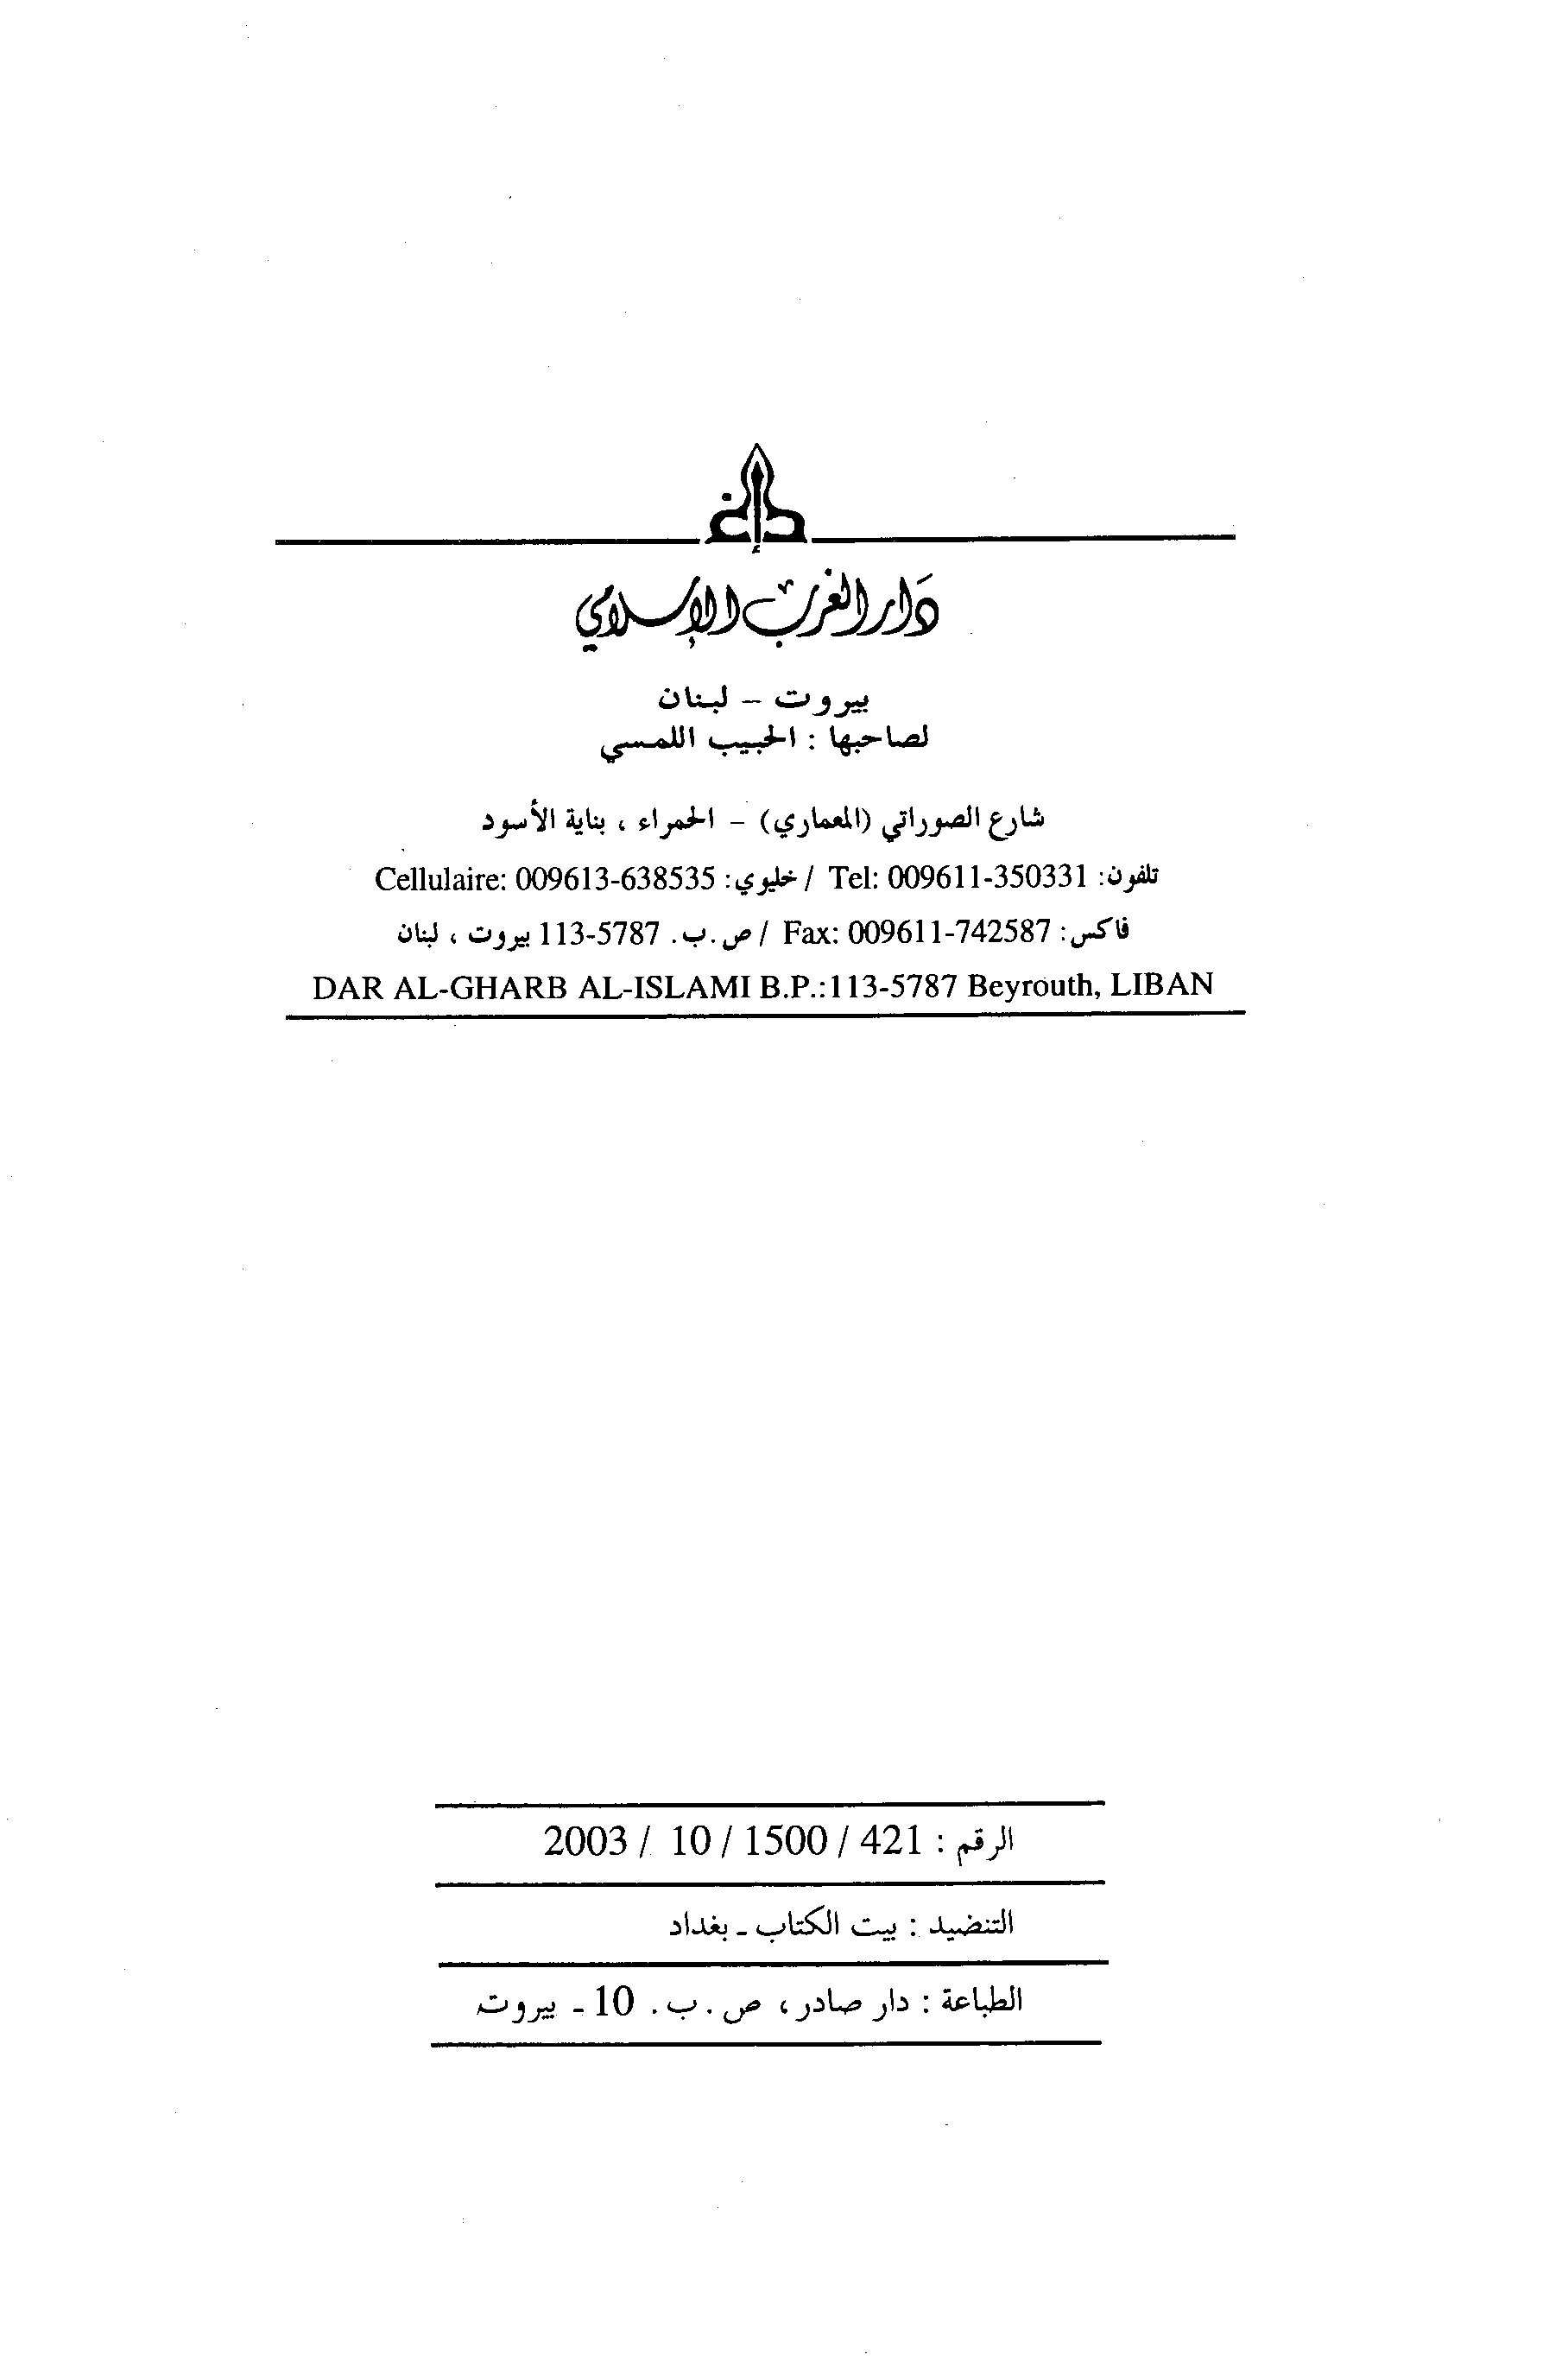 دَار الغرب الإسلامي
بيروت – لبنان
لصاحبها : الحبيب اللمسي
شارع الصوراتي (المعماري) – الحمراء ، بناية الأسود
تلفون: Tel: 009611-350331 / خليوي: Cellulaire: 009613-638535
فاكس: Fax: 009611-742587 / ص.ب. 113-5787 بيروت ، لبنان
DAR AL-GHARB AL-ISLAMI B.P.:113-5787 Beyrouth, LIBAN
الرقم : 421 / 1500 / 10 / 2003
التنضيد : بيت الكتاب - بغداد
الطباعة : دار صادر، ص.ب. 10 - بيروت